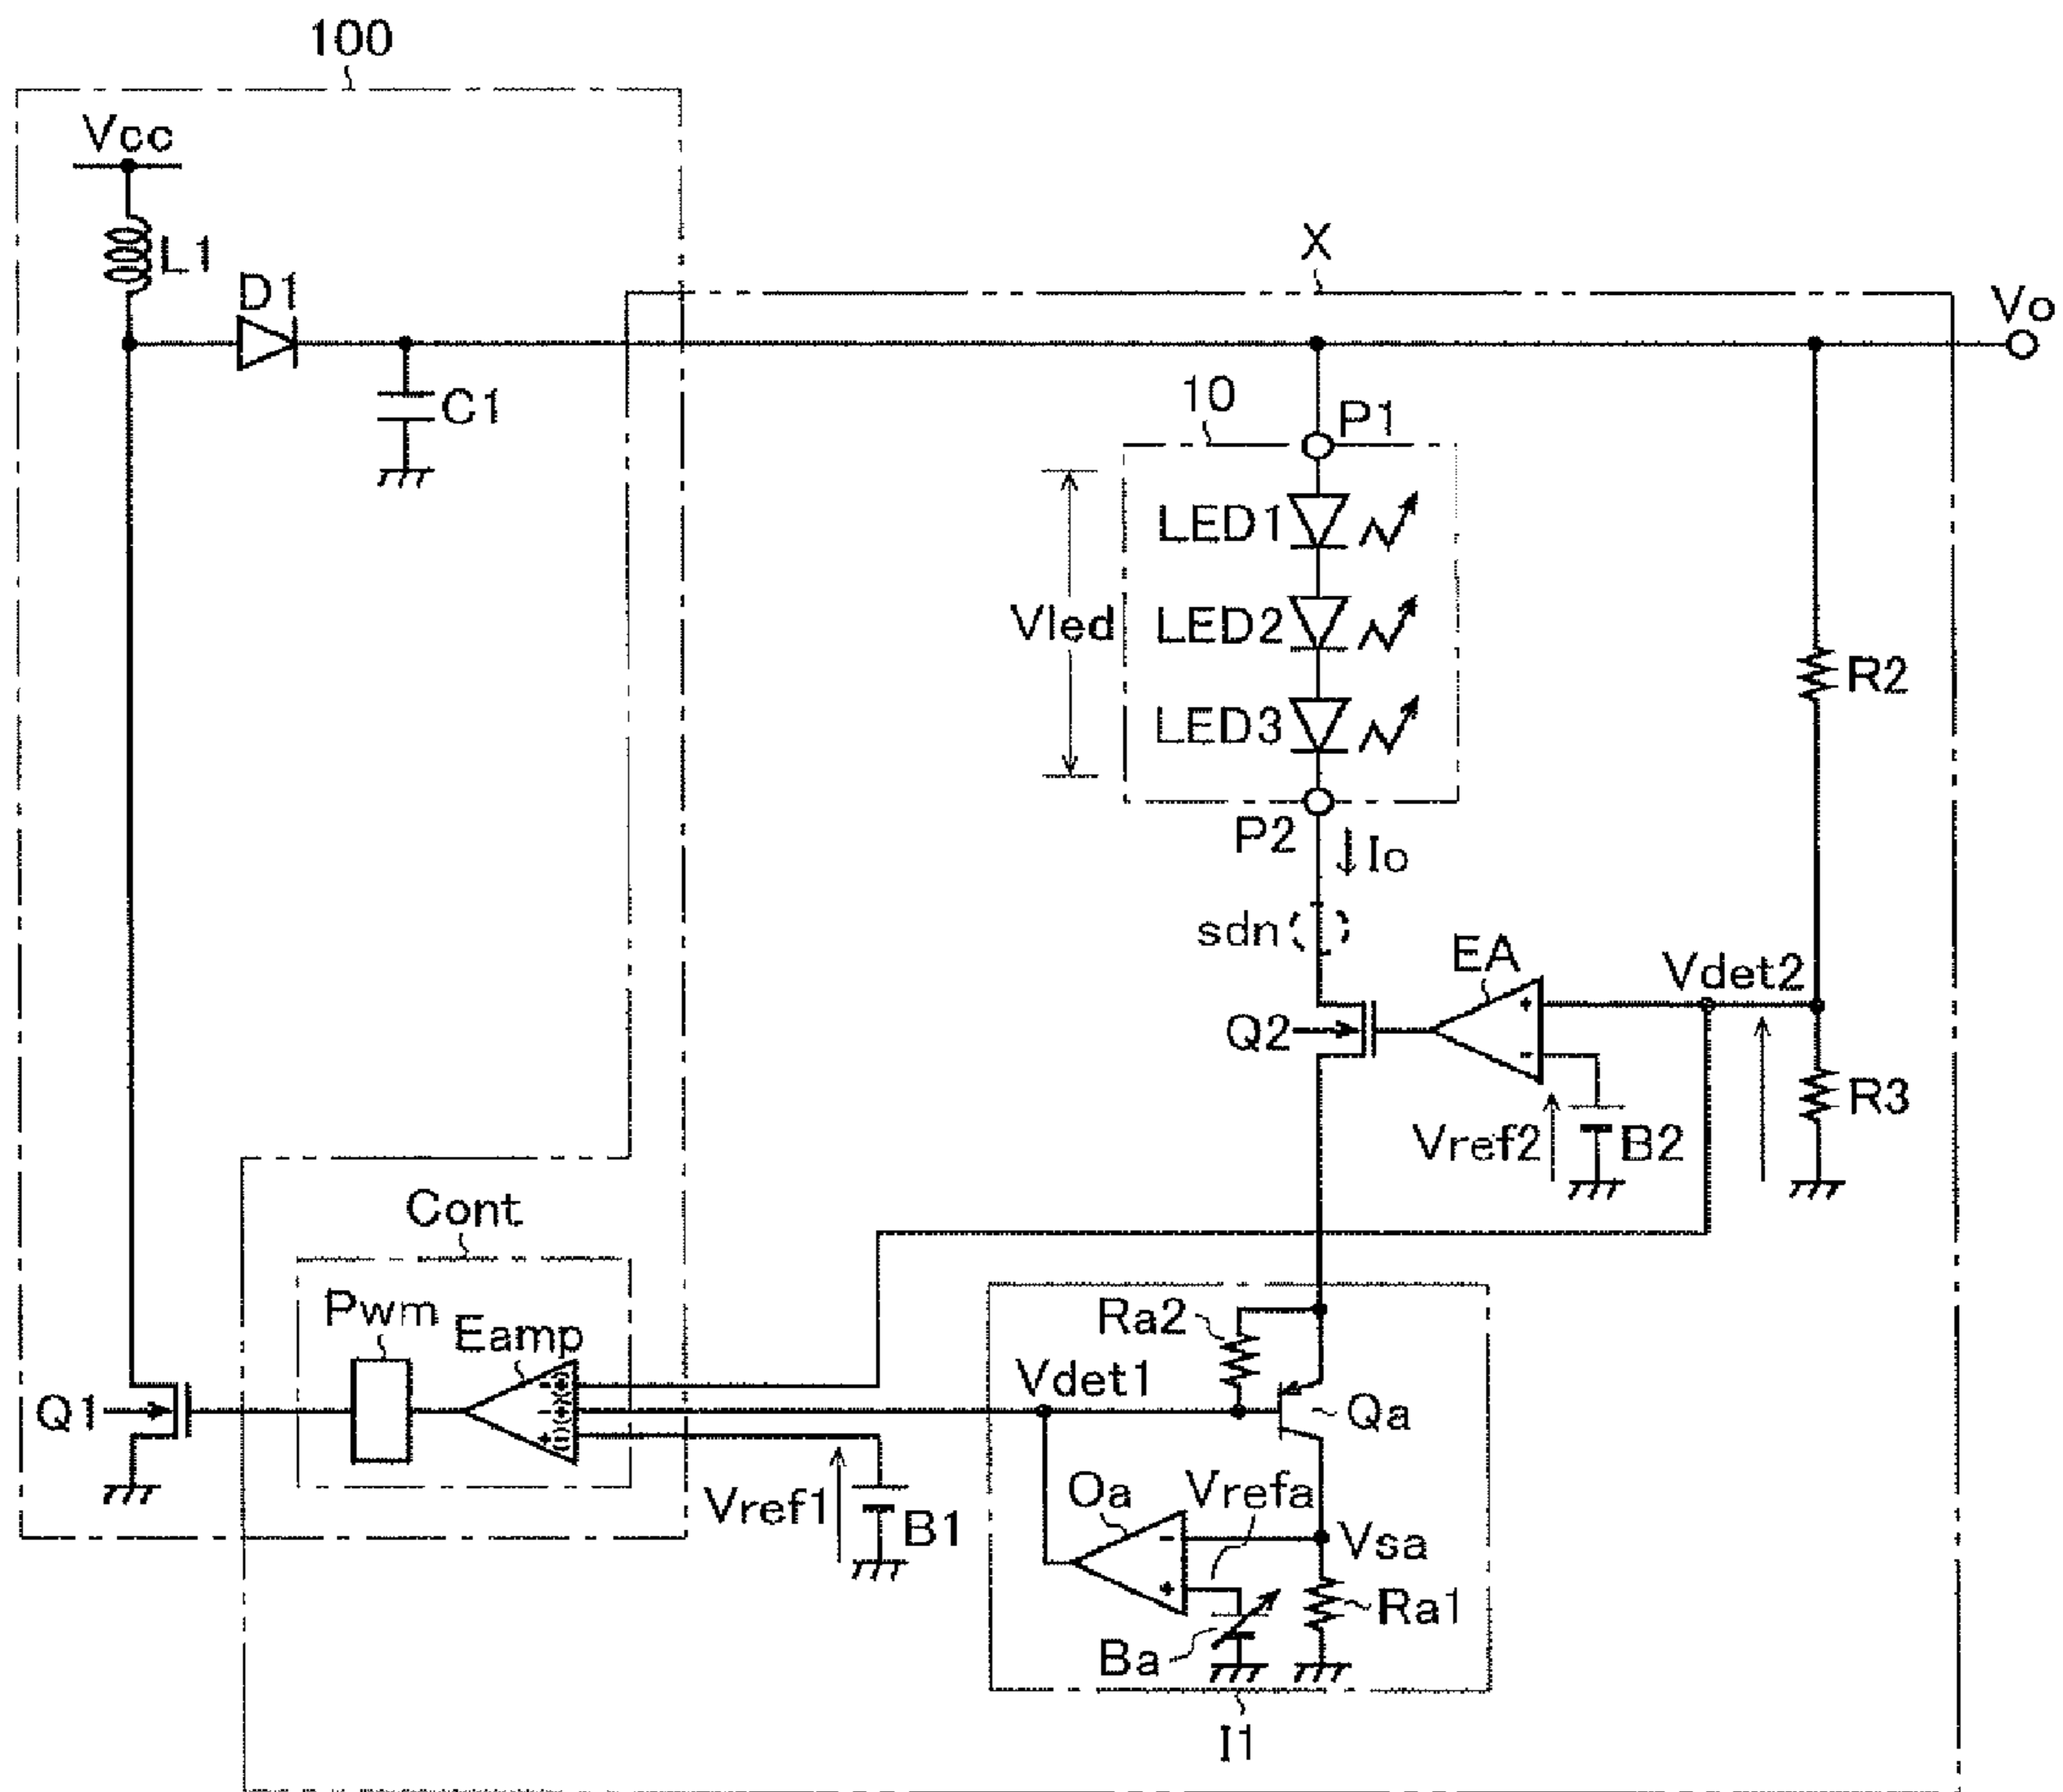 100
Vcc
L1
D1
X
Vo
C1
10
P1
LED1
Vled
LED2
R2
LED3
P2
Io
sdn
EA
Vdet2
+
Q2
-
R3
Vref2
B2
Cont
Pwm
Eamp
Ra2
Vdet1
Q1
Qa
Vref1
B1
Oa
Vrefa
-
Vsa
+
Ra1
Ba
I1